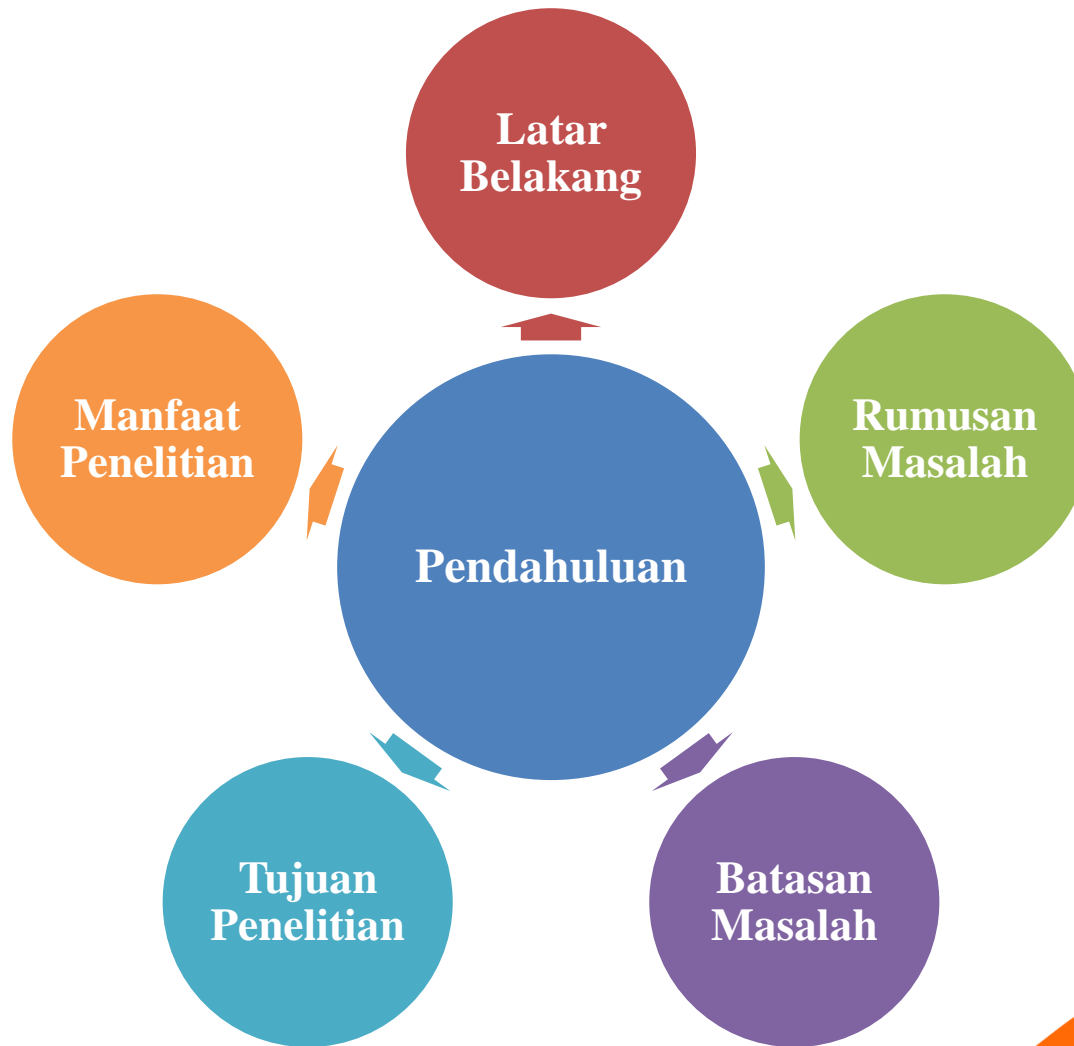 Latar
Belakang
Manfaat
Penelitian
Rumusan
Masalah
Pendahuluan
Tujuan
Penelitian
Batasan
Masalah